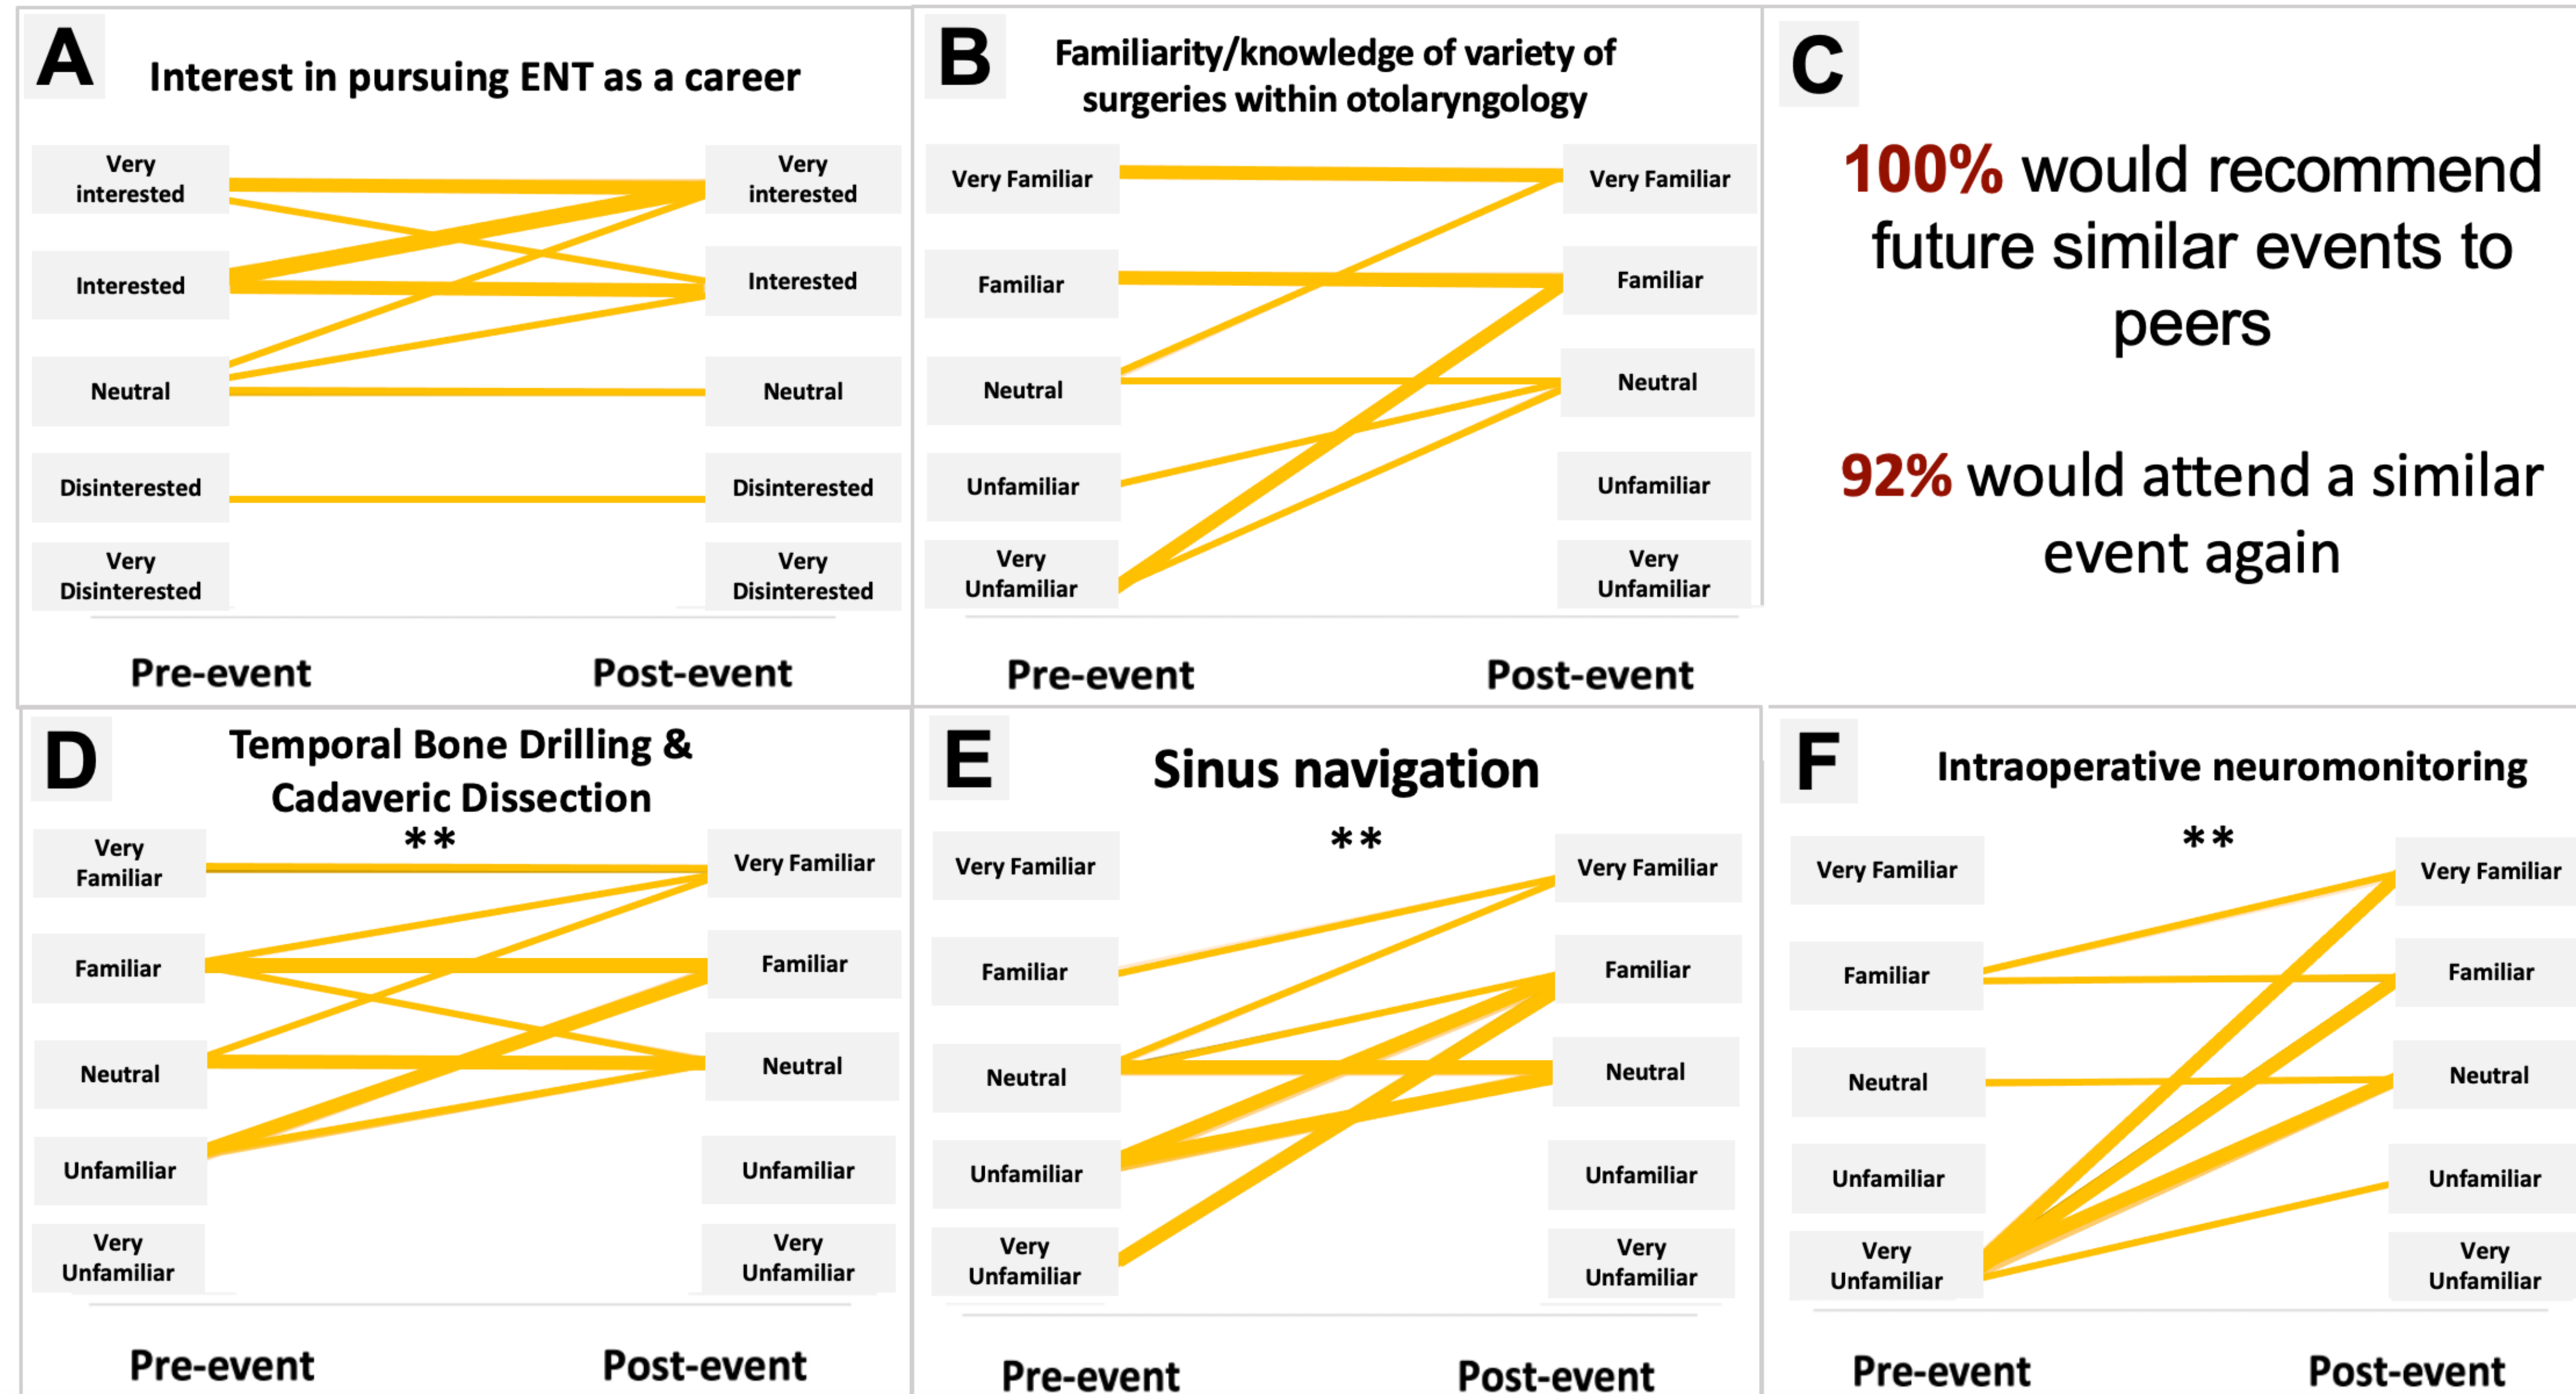 A
Interest in pursuing ENT as a career
Very
interested
Interested
Neutral
Disinterested
Very
Disinterested
Very
interested
Interested
Neutral
Disinterested
Very
Disinterested
Pre-event
Post-event
B
Familiarity/knowledge of variety of
surgeries within otolaryngology
Very Familiar
Familiar
Neutral
Unfamiliar
Very
Unfamiliar
Very Familiar
Familiar
Neutral
Unfamiliar
Very
Unfamiliar
Pre-event
Post-event
C
100% would recommend
future similar events to
peers
92% would attend a similar
event again
D
Temporal Bone Drilling &
Cadaveric Dissection
**
Very
Familiar
Familiar
Neutral
Unfamiliar
Very
Unfamiliar
Very Familiar
Familiar
Neutral
Unfamiliar
Very
Unfamiliar
Pre-event
Post-event
E
Sinus navigation
**
Very Familiar
Familiar
Neutral
Unfamiliar
Very
Unfamiliar
Very Familiar
Familiar
Neutral
Unfamiliar
Very
Unfamiliar
Pre-event
Post-event
F
Intraoperative neuromonitoring
**
Very Familiar
Familiar
Neutral
Unfamiliar
Very
Unfamiliar
Very Familiar
Familiar
Neutral
Unfamiliar
Very
Unfamiliar
Pre-event
Post-event